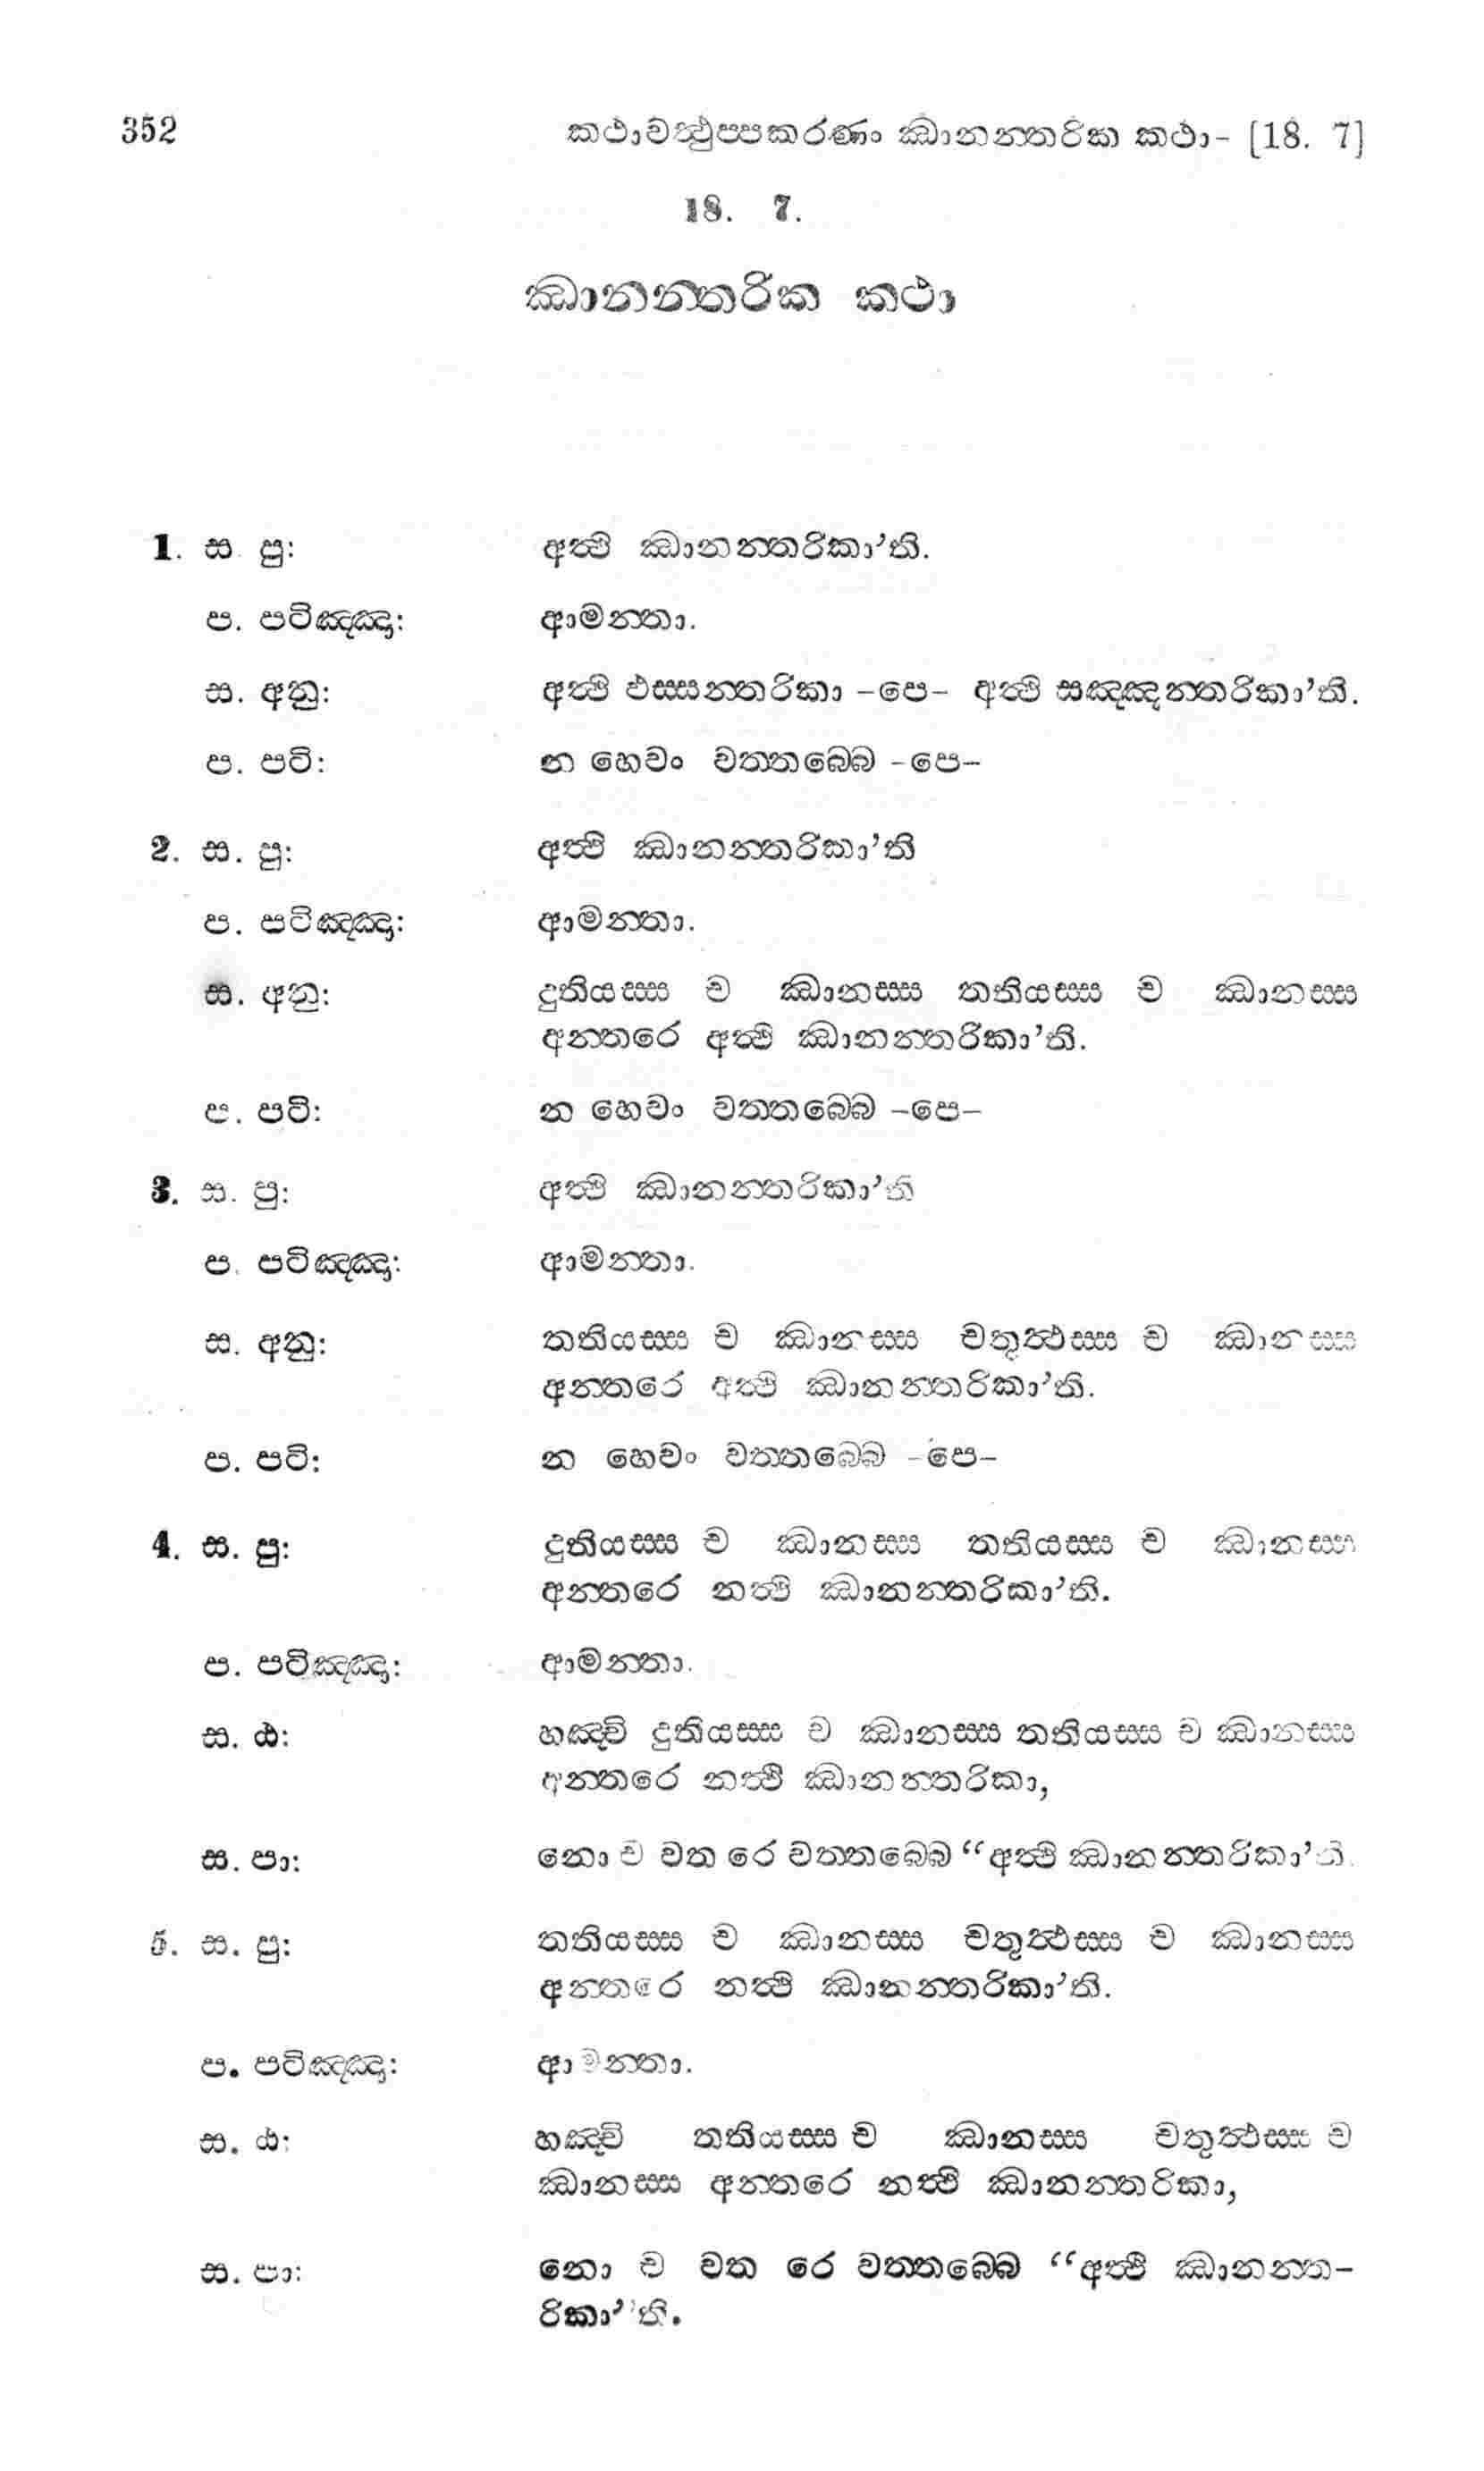 352 කථාවත්‍ථුප්පකරණං ඣානන්තරික කථා- [18. 7]
18. 7.
ඣානන්තරික කථා
1. ස. පු: අත්‍ථි ඣානන්තරිකා’ති.
ප. පටිඤ්ඤා: ආමන්තා.
ස. අනු: අත්‍ථි ඵස්සන්තරිකා -පෙ- අත්‍ථි සඤ්ඤන්තරිකා’ති.
ප. පටි: න හෙවං වත්තබ්බෙ -පෙ-
2. ස. පු: අත්‍ථි ඣානන්තරිකා’ති
ප. පටිඤ්ඤා: ආමන්තා.
ස. අනු: දුතියස්ස ච ඣානස්ස තතියස්ස ච ඣානස්ස
අන්තරෙ අත්‍ථි ඣානන්තරිකා’ති.
ප. පටි: න හෙවං වත්තබ්බෙ -පෙ-
3. ස. පු: අත්‍ථි ඣානන්තරිකා’ති
ප. පටිඤ්ඤා: ආමන්තා.
ස. අනු: තතියස්ස ච ඣානස්ස චතුත්‍ථස්ස ච ඣානස්ස
අන්තරෙ අත්‍ථි ඣානන්තරිකා’ති.
ප. පටි: න හෙවං වත්තබ්බෙ -පෙ-
4. ස. පු: දුතියස්ස ච ඣානස්ස තතියස්ස ච ඣානස්ස
අන්තරෙ නත්‍ථි ඣානන්තරිකා’ති.
ප. පටිඤ්ඤා: ආමන්තා.
ස. ඨ: හඤ්චි දුතියස්ස ච ඣානස්ස තතියස්ස ච ඣානස්ස
අන්තරෙ නත්‍ථි ඣානන්තරිකා,
ස. පා: නො ච වත රෙ වත්තබ්බෙ “අත්‍ථි ඣානන්තරිකා’ති.
5. ස. පු: තතියස්ස ච ඣානස්ස චතුත්‍ථස්ස ච ඣානස්ස
අන්තරෙ නත්‍ථි ඣානන්තරිකා’ති.
ප. පටිඤ්ඤා: ආමන්තා.
ස. ඨ: හඤ්චි තතියස්ස ච ඣානස්ස චතුත්‍ථස්ස ච
ඣානස්ස අන්තරෙ නත්‍ථි ඣානන්තරිකා,
ස. පා: නො ච වත රෙ වත්තබ්බෙ “අත්‍ථි ඣානන්ත-
රිකා’’ති.